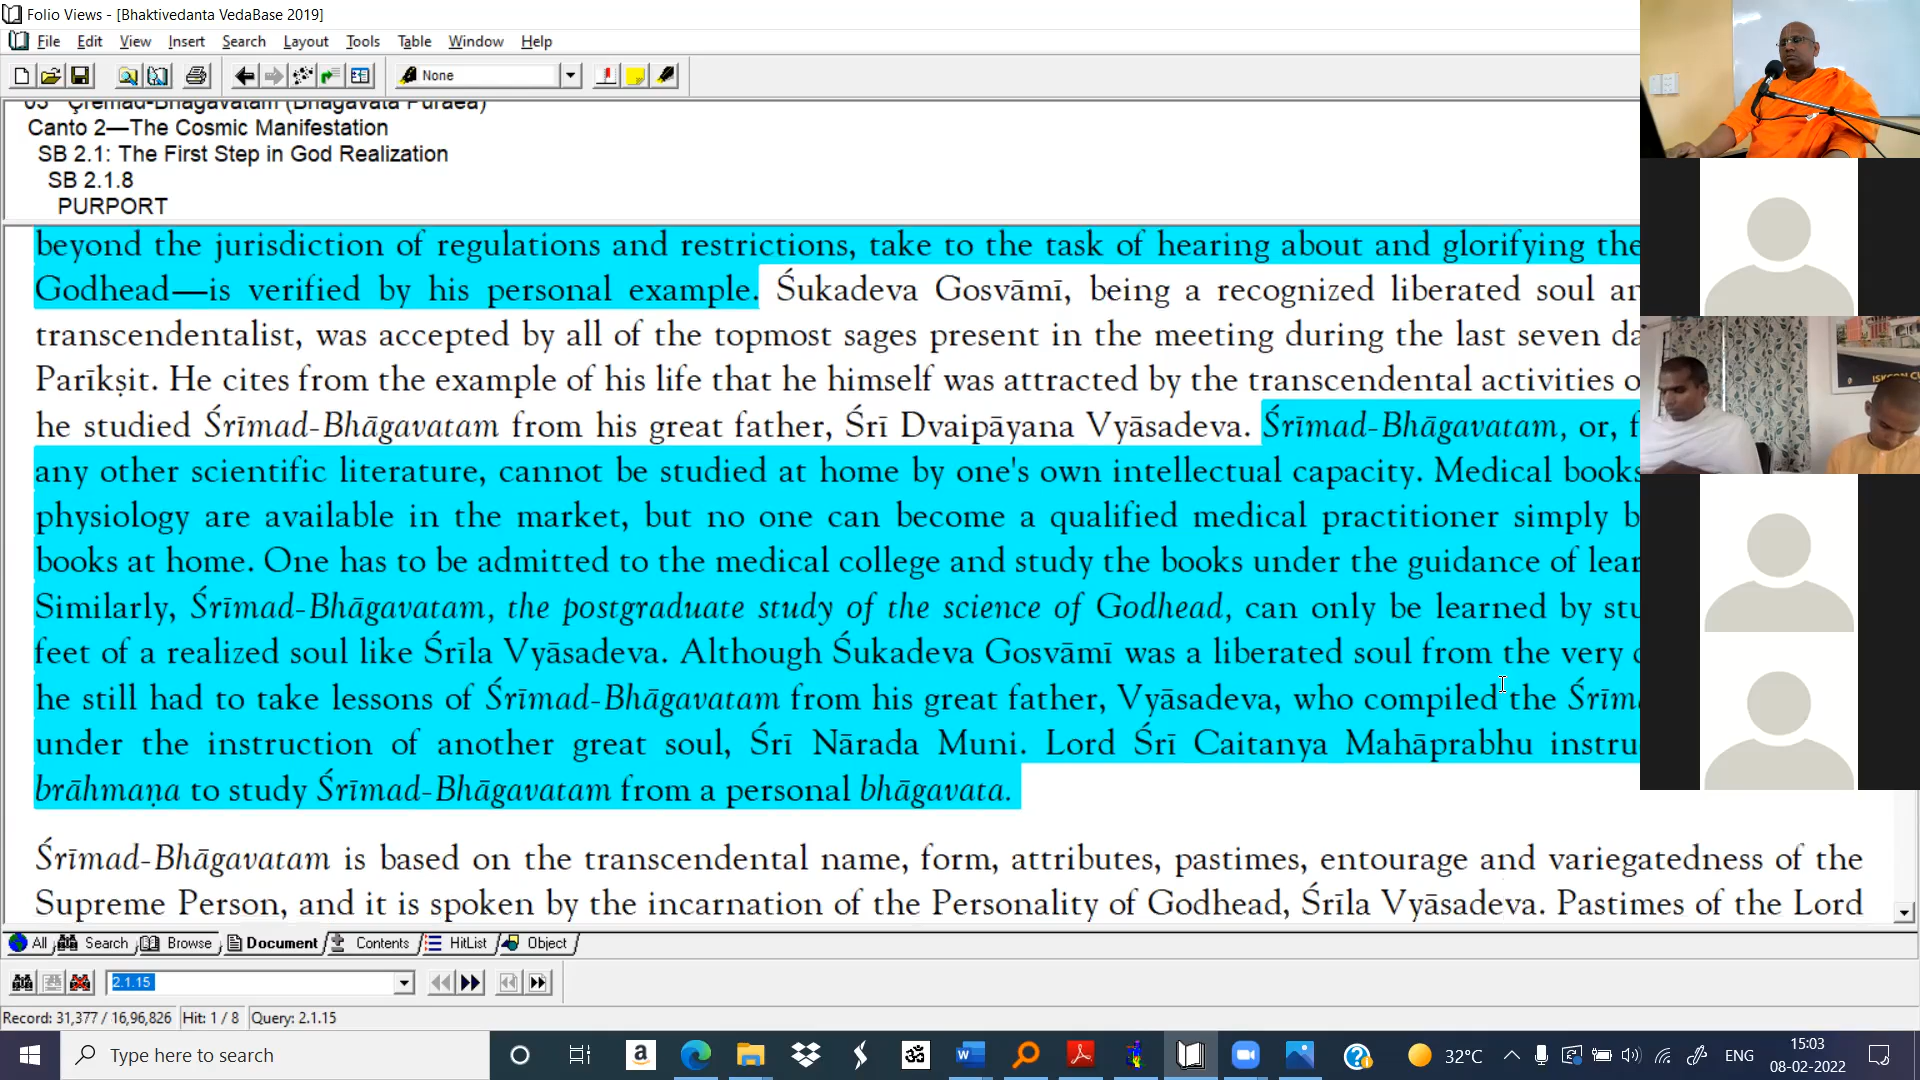 Folio Views - [Bhaktivedanta VedaBase 2019]
File Edit View Insert Search Layout Tools Table Window Help
None
03 Çrémad-Bhägavatam (Bhägavata Puräëa)
Canto 2—The Cosmic Manifestation
SB 2.1: The First Step in God Realization
SB 2.1.8
PURPORT
beyond the jurisdiction of regulations and restrictions, take to the task of hearing about and glorifying the
Godhead—is verified by his personal example. Śukadeva Gosvāmī, being a recognized liberated soul an
transcendentalist, was accepted by all of the topmost sages present in the meeting during the last seven da
Parīkṣit. He cites from the example of his life that he himself was attracted by the transcendental activities o
he studied Śrīmad-Bhāgavatam from his great father, Śrī Dvaipāyana Vyāsadeva. Śrīmad-Bhāgavatam, or, f
any other scientific literature, cannot be studied at home by one's own intellectual capacity. Medical books
physiology are available in the market, but no one can become a qualified medical practitioner simply b
books at home. One has to be admitted to the medical college and study the books under the guidance of lear
Similarly, Śrīmad-Bhāgavatam, the postgraduate study of the science of Godhead, can only be learned by stu
feet of a realized soul like Śrīla Vyāsadeva. Although Śukadeva Gosvāmī was a liberated soul from the very
he still had to take lessons of Śrīmad-Bhāgavatam from his great father, Vyāsadeva, who compiled the Śrīm
under the instruction of another great soul, Śrī Nārada Muni. Lord Śrī Caitanya Mahāprabhu instru
brāhmaṇa to study Śrīmad-Bhāgavatam from a personal bhāgavata.
Śrīmad-Bhāgavatam is based on the transcendental name, form, attributes, pastimes, entourage and variegatedness of the
Supreme Person, and it is spoken by the incarnation of the Personality of Godhead, Śrīla Vyāsadeva. Pastimes of the Lord
All Search Browse Document Contents HitList Object
2.1.15
Record: 31,377 / 16,96,826 Hit: 1 / 8 Query: 2.1.15
Type here to search
32°C
ENG
15:03
08-02-2022